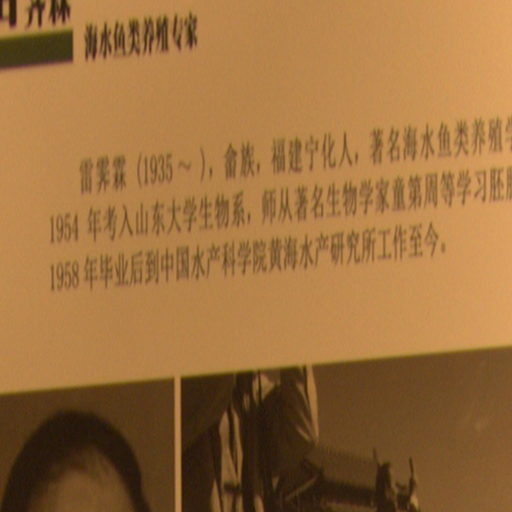 霁霖
海水鱼类养殖专家
雷霁霖（1935～ ），畲族，福建宁化人，著名海水鱼类养殖学
1954 年考入山东大学生物系，师从著名生物学家童第周等学习胚胎
1958 年毕业后到中国水产科学院黄海水产研究所工作至今。